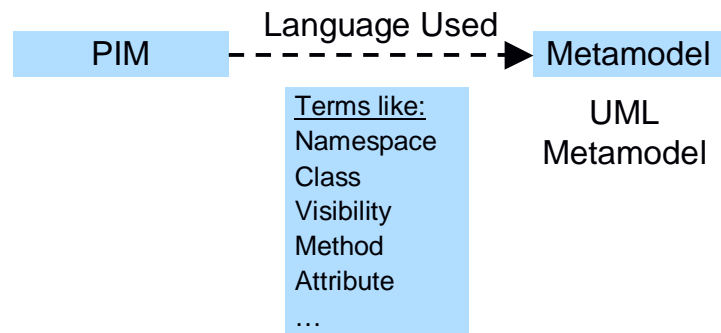 Language Used
PIM
Metamodel
Terms like:
Namespace
Class
Visibility
Method
Attribute
…
UML
Metamodel